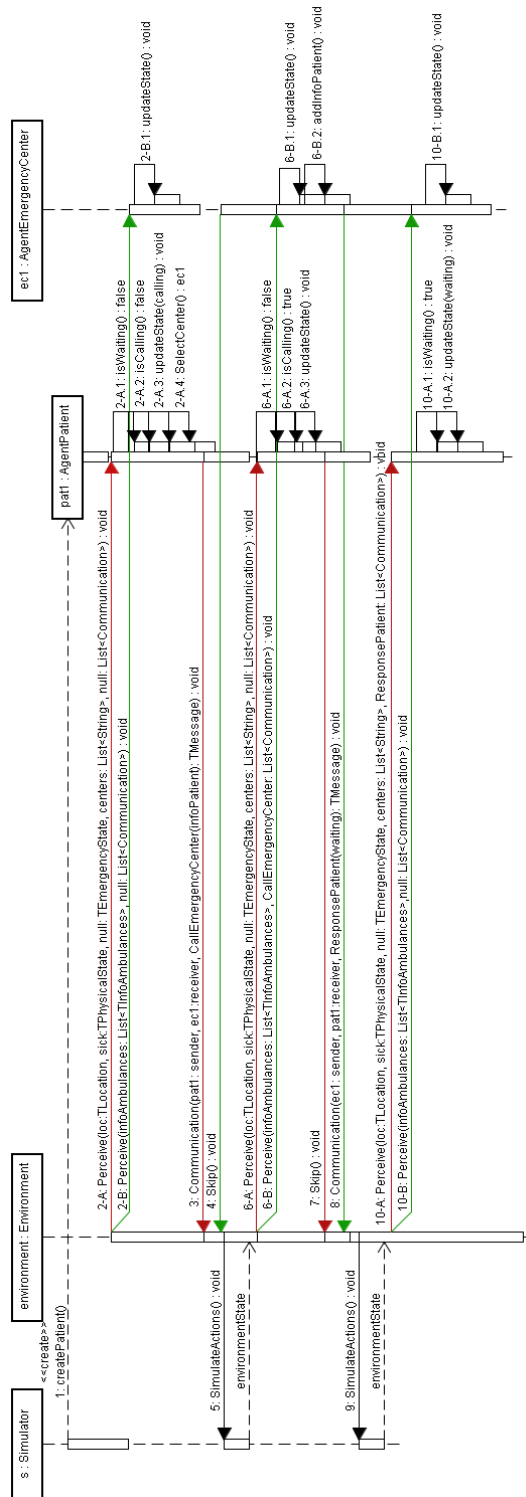 s : Simulator
environment : Environment
pat1 : AgentPatient
ec1 : AgentEmergencyCenter
<<create>>
1: createPatient()
2-A: Perceive(loc:TLocation, sick:TPhysicalState, null: TEmergencyState, centers: List<String>, null: List<Communication>) : void
2-B: Perceive(infoAmbulances: List<TInfoAmbulances>, null: List<Communication>) : void
2-A.1: isWaiting() : false
2-A.2: isCalling() : false
2-A.3: updateState(calling) : void
2-A.4: SelectCenter() : ec1
2-B.1: updateState() : void
3: Communication(pat1: sender, ec1:receiver, CallEmergencyCenter(infoPatient): TMessage) : void
4: Skip() : void
5: SimulateActions() : void
environmentState
6-A: Perceive(loc:TLocation, sick:TPhysicalState, null: TEmergencyState, centers: List<String>, null: List<Communication>) : void
6-B: Perceive(infoAmbulances: List<TInfoAmbulances>, CallEmergencyCenter: List<Communication>) : void
6-A.1: isWaiting() : false
6-A.2: isCalling() : true
6-A.3: updateState() : void
6-B.1: updateState() : void
6-B.2: addInfoPatient() : void
7: Skip() : void
8: Communication(ec1: sender, pat1:receiver, ResponsePatient(waiting): TMessage) : void
9: SimulateActions() : void
environmentState
10-A: Perceive(loc:TLocation, sick:TPhysicalState, null: TEmergencyState, centers: List<String>, ResponsePatient: List<Communication>) : void
10-B: Perceive(infoAmbulances: List<TInfoAmbulances>,null: List<Communication>) : void
10-A.1: isWaiting() : true
10-A.2: updateState(waiting) : void
10-B.1: updateState() : void